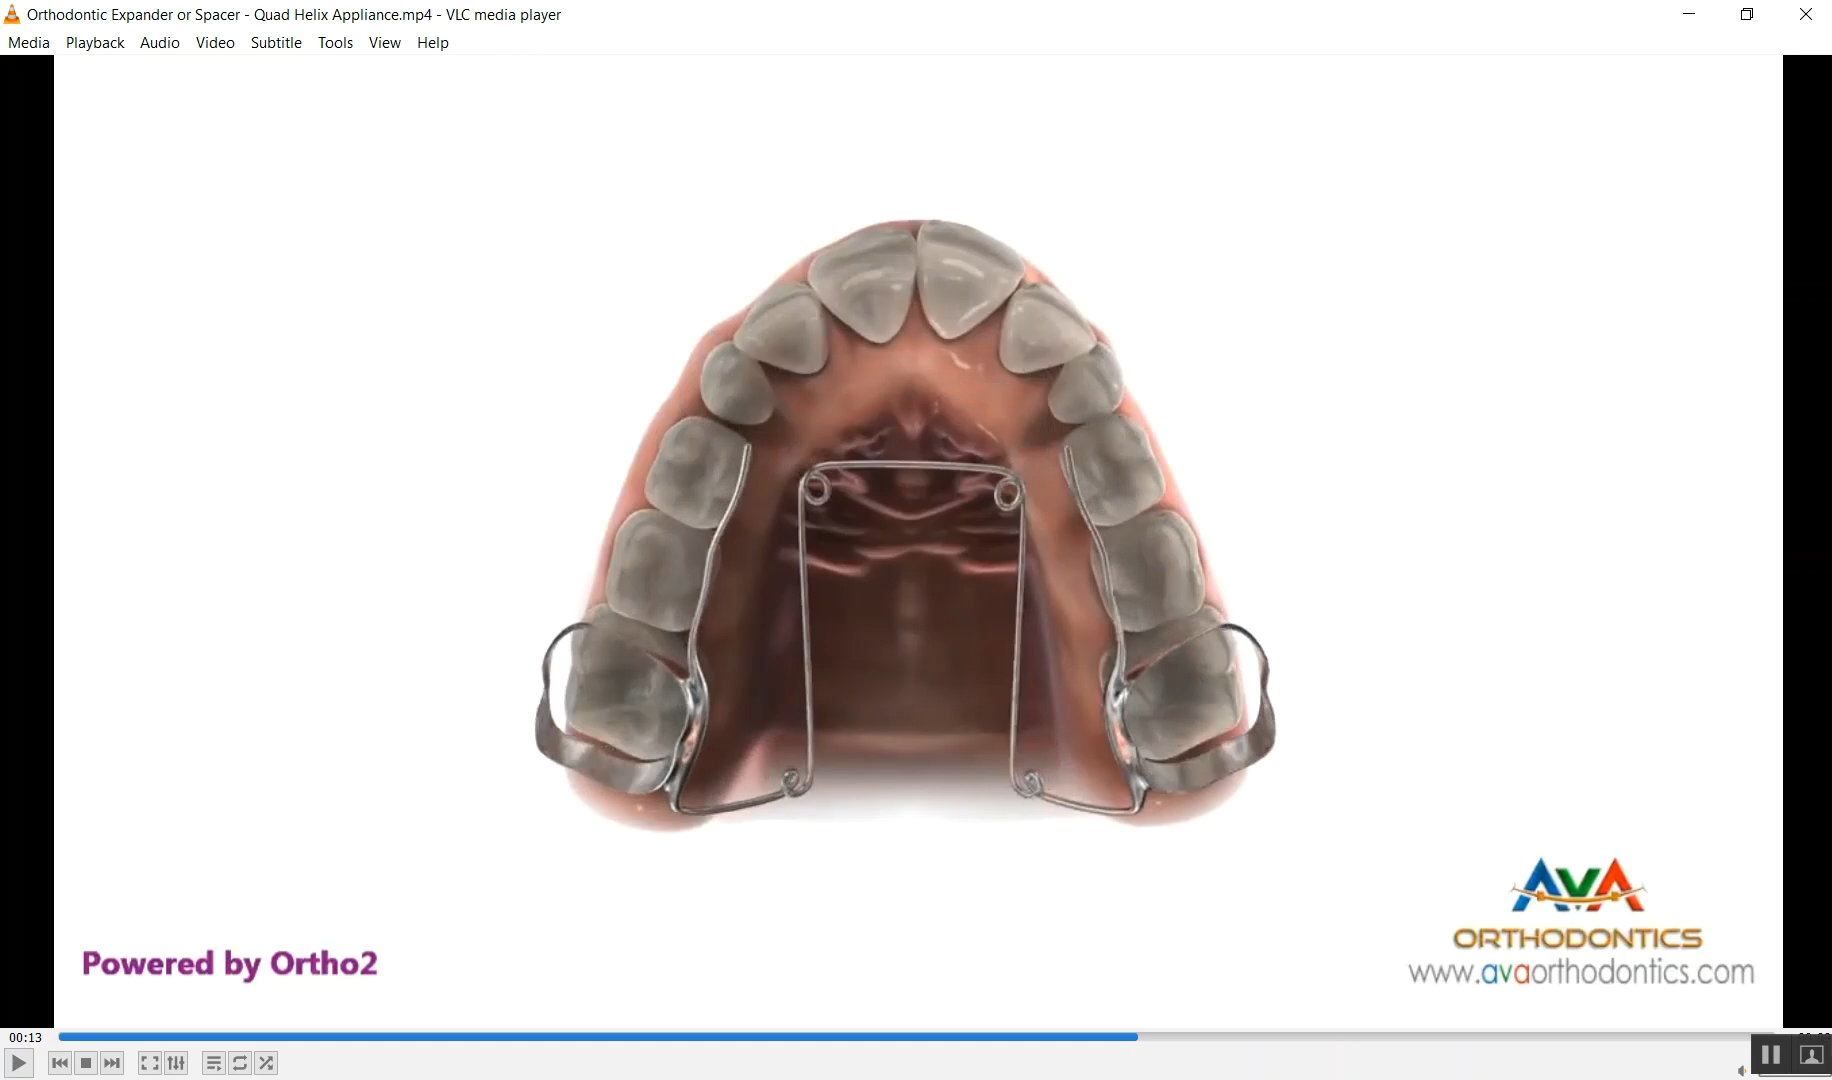 Orthodontic Expander or Spacer - Quad Helix Appliance.mp4 - VLC media player
Media Playback Audio Video Subtitle Tools View Help
AVA
ORTHODONTICS
Powered by Ortho2
www.avaorthodontics.com
00:13